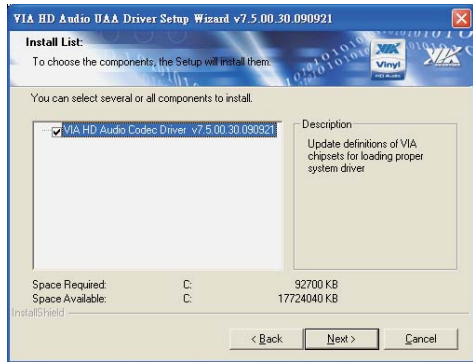 VIA HD Audio UAA Driver Setup Wizard v7.5.00.30.090921
Install List:
To choose the components, the Setup will install them.
VIA
Vinyl
HD Audio
VIA
You can select several or all components to install.
VIA HD Audio Codec Driver v7.5.00.30.090921
Description
Update definitions of VIA
chipsets for loading proper
system driver
Space Required: C: 92700 KB
Space Available: C: 17724040 KB
InstallShield
< Back
Next >
Cancel